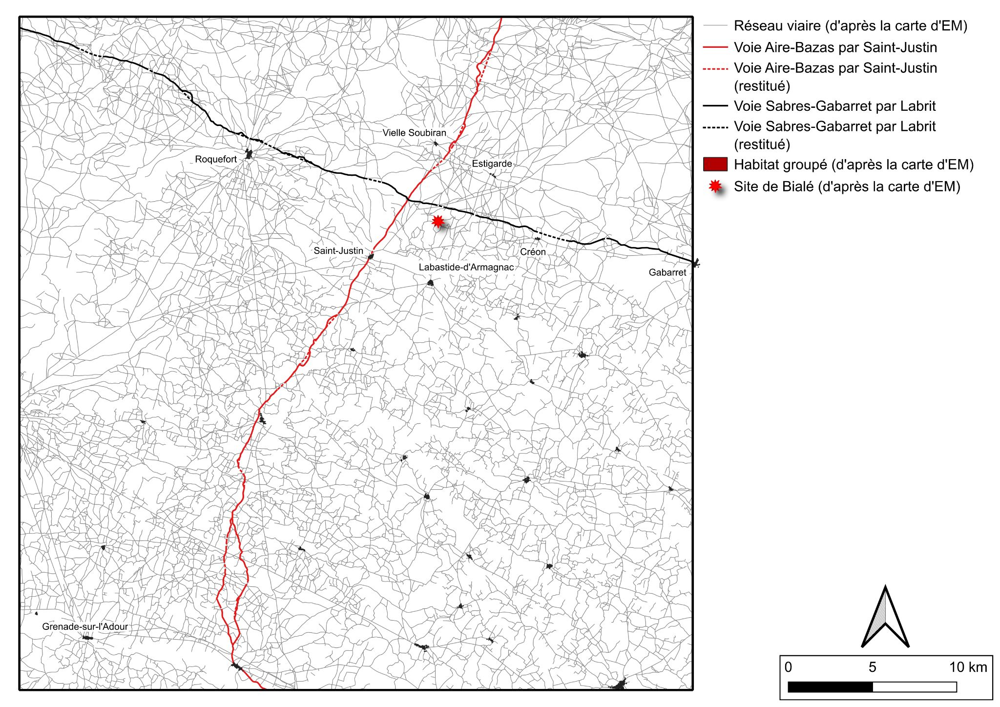 Réseau viaire (d'après la carte d'EM)
Voie Aire-Bazas par Saint-Justin
Voie Aire-Bazas par Saint-Justin
(restitué)
Voie Sabres-Gabarret par Labrit
Voie Sabres-Gabarret par Labrit
(restitué)
Habitat groupé (d'après la carte d'EM)
Site de Bialé (d'après la carte d'EM)
Vielle Soubiran
Roquefort
Estigarde
Saint-Justin
Créon
Labastide-d'Armagnac
Gabarret
Grenade-sur-l'Adour
0 5 10 km